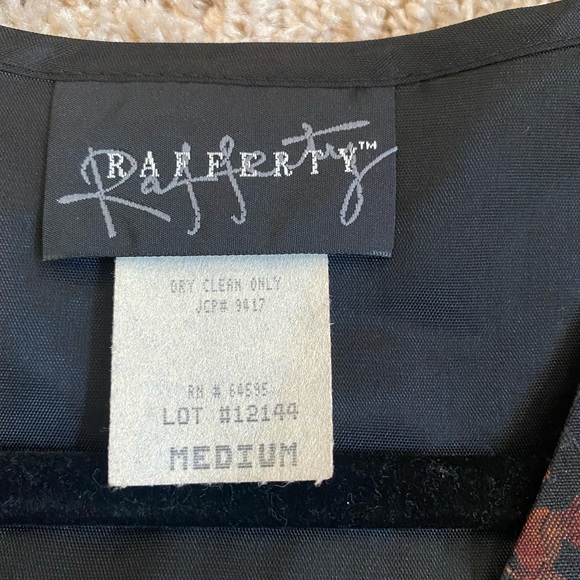 RAFFERTY™
Rafferty
DRY CLEAN ONLY
JCP# 9417
RN # 64595
LOT #12144
MEDIUM